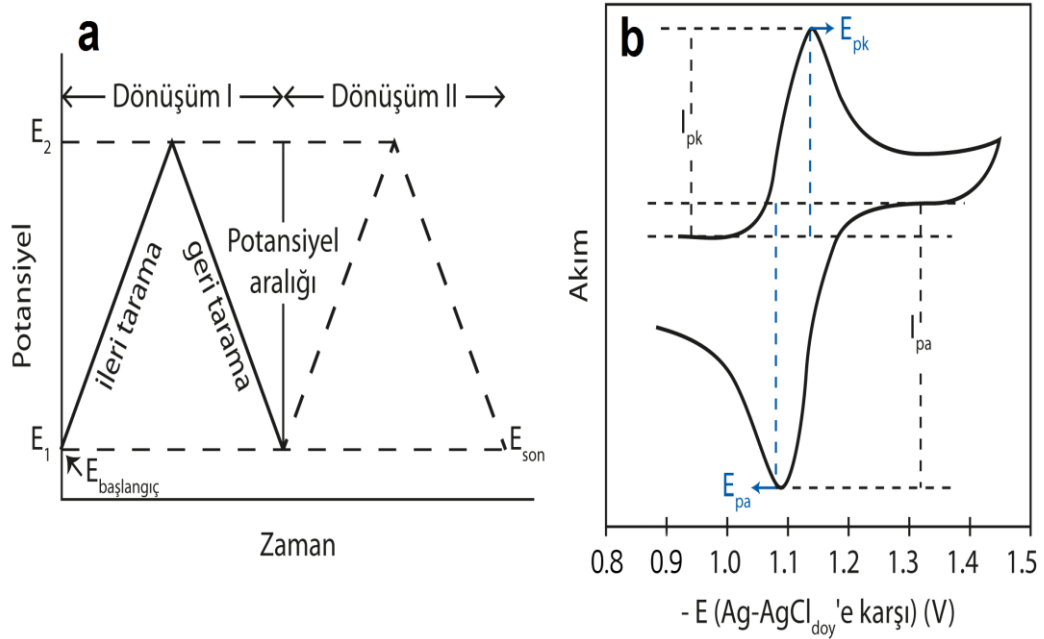 a
Dönüşüm I
Dönüşüm II
E2
Potansiyel
ileri tarama
geri tarama
Potansiyel
aralığı
E1
Ebaşlangıç
Eson
Zaman
b
Epk
Ipk
Akım
Ipa
Epa
0.8 0.9 1.0 1.1 1.2 1.3 1.4 1.5
- E (Ag-AgCldoy'e karşı) (V)